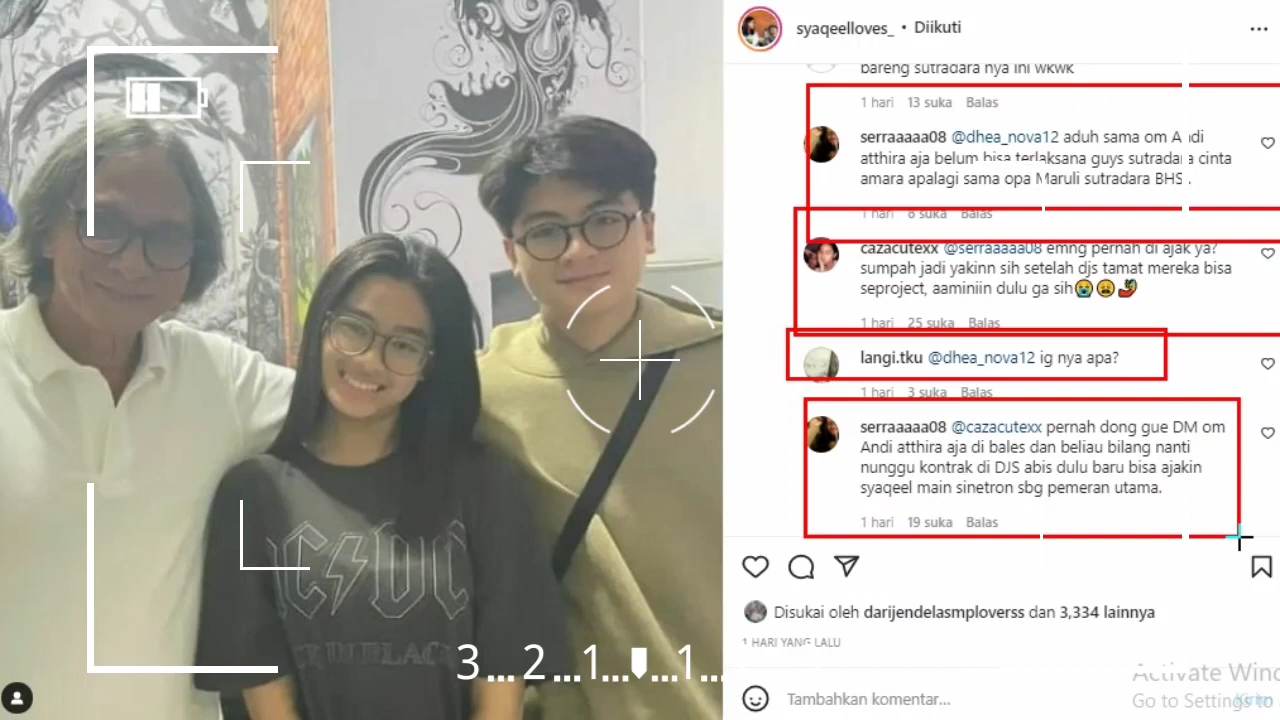 syaqeelloves_ • Diikuti
bareng sutradara nya ini wkwk
1 hari 13 suka Balas
serraaaaa08 @dhea_nova12 aduh sama om Andi
atthira aja belum bisa terlaksana guys sutradara cinta
amara apalagi sama opa Maruli sutradara BHS .
1 hari 8 suka Balas
cazacutexx @serraaaaa08 emng pernah di ajak ya?
sumpah jadi yakinn sih setelah djs tamat mereka bisa
seproject, aaminiin dulu ga sih😭😩🌶️
1 hari 25 suka Balas
langi.tku @dhea_nova12 ig nya apa?
1 hari 3 suka Balas
serraaaaa08 @cazacutexx pernah dong gue DM om
Andi atthira aja di bales dan beliau bilang nanti
nunggu kontrak di DJS abis dulu baru bisa ajakin
syaqeel main sinetron sbg pemeran utama.
1 hari 19 suka Balas
Disukai oleh darijendelasmploverss dan 3,334 lainnya
1 HARI YANG LALU
Tambahkan komentar...
Kirim
Activate Wind
Go to Settings to
AC DC
3... 2 ...1... ...1...